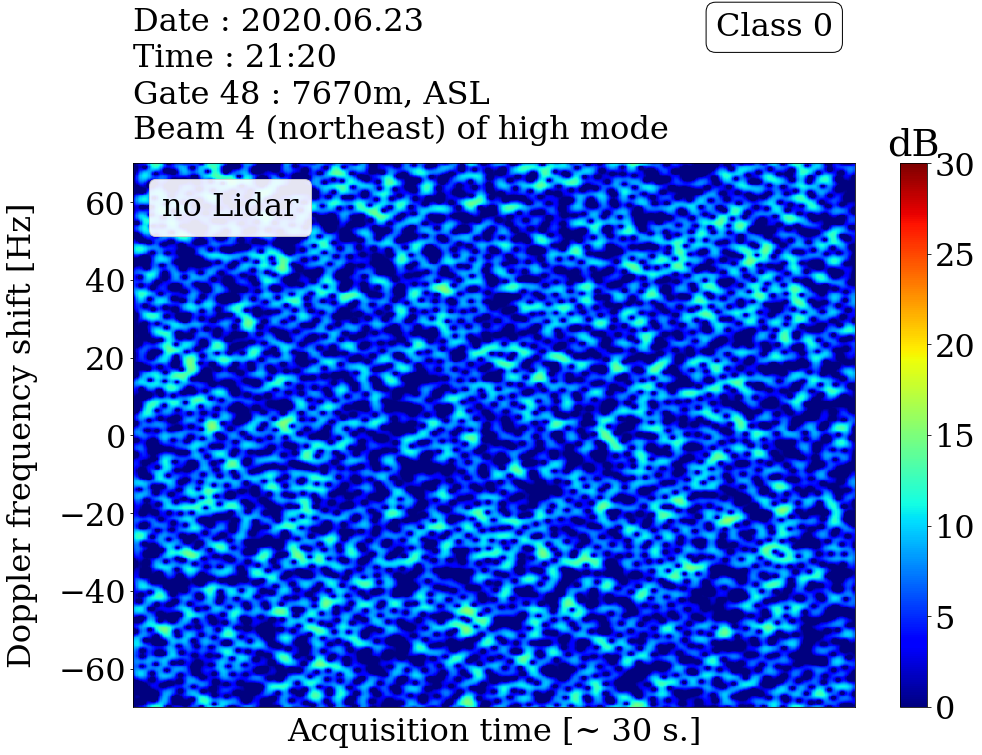 Date : 2020.06.23
Time : 21:20
Gate 48 : 7670m, ASL
Beam 4 (northeast) of high mode
Class 0
dB
no Lidar
Doppler frequency shift [Hz]
60
40
20
0
−20
−40
−60
Acquisition time [~ 30 s.]
30
25
20
15
10
5
0